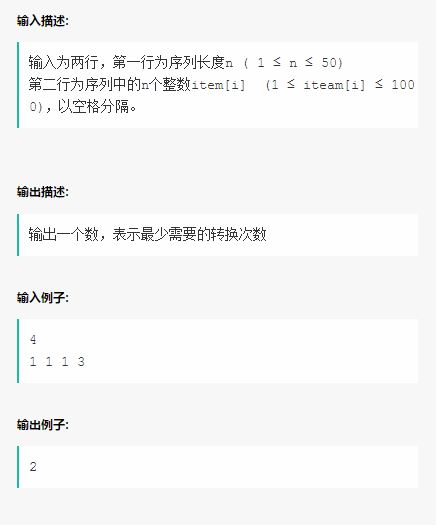 输入描述:
输入为两行，第一行为序列长度n ( 1 ≤ n ≤ 50)
第二行为序列中的n个整数item[i]  (1 ≤ iteam[i] ≤ 100
0)，以空格分隔。
输出描述:
输出一个数，表示最少需要的转换次数
输入例子:
4
1 1 1 3
输出例子:
2